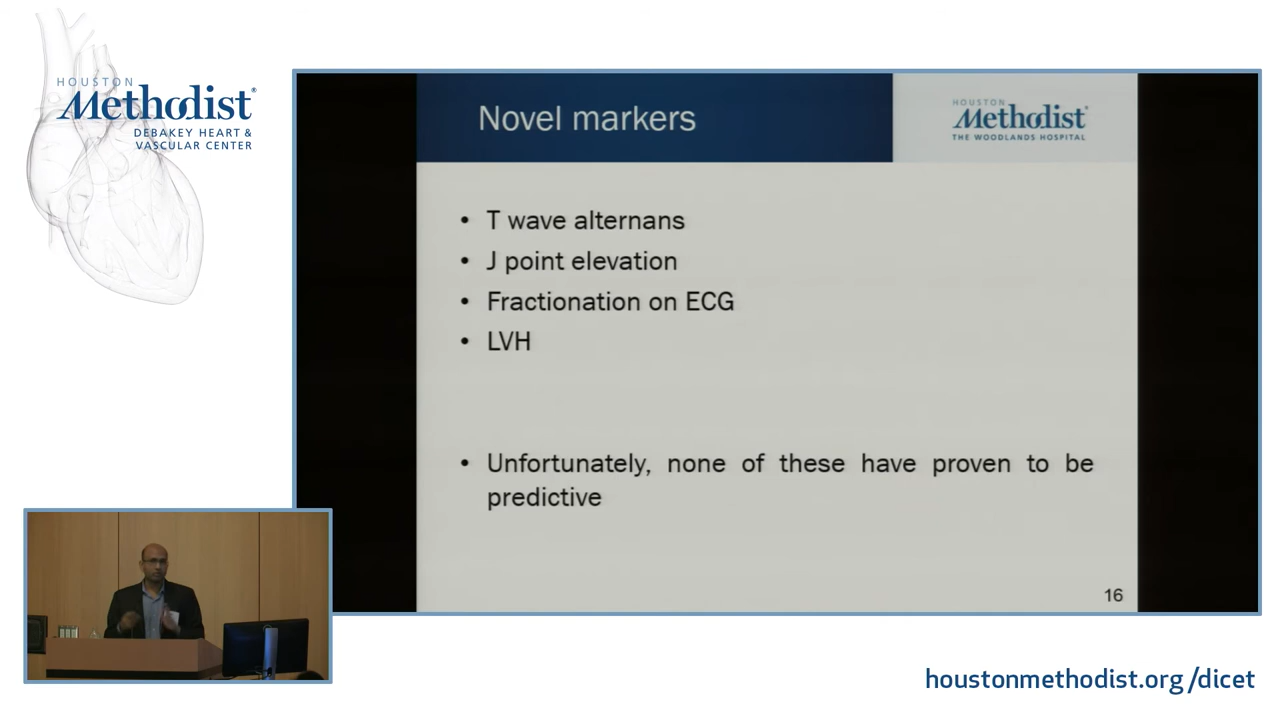 HOUSTON
Methodist®
DEBAKEY HEART &
VASCULAR CENTER
Novel markers
HOUSTON
Methodist
THE WOODLANDS HOSPITAL
• T wave alternans
• J point elevation
• Fractionation on ECG
• LVH
• Unfortunately, none of these have proven to be
predictive
16
houstonmethodist.org/dicet